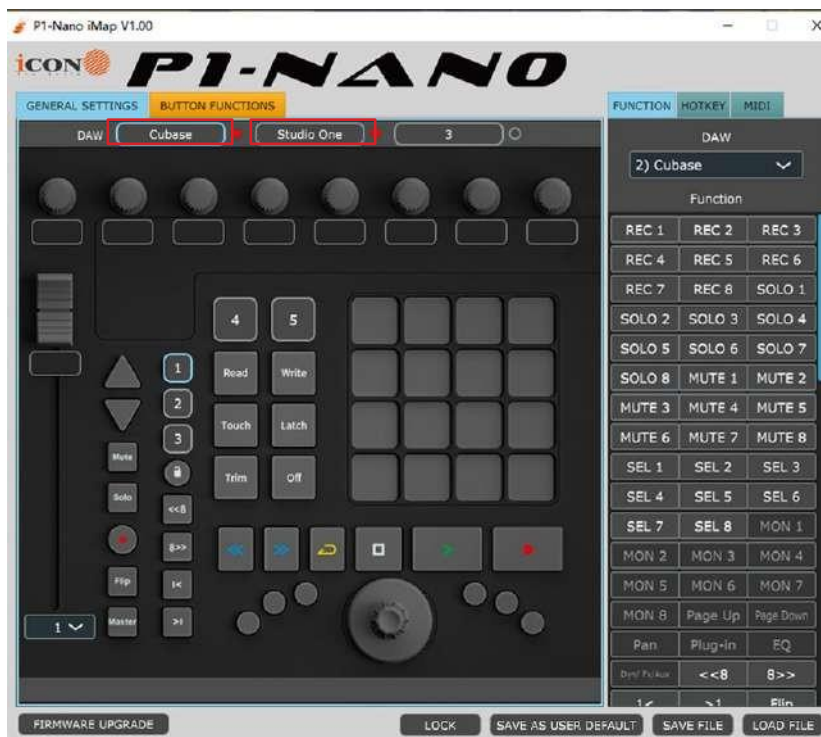 P1-Nano iMap V1.00
iCON P1-NANO
GENERAL SETTINGS BUTTON FUNCTIONS FUNCTION HOTKEY MIDI
DAW Cubase Studio One 3 DAW
2) Cubase
Function
REC 1 REC 2 REC 3
REC 4 REC 5 REC 6
REC 7 REC 8 SOLO 1
4 5 SOLO 2 SOLO 3 SOLO 4
SOLO 5 SOLO 6 SOLO 7
1 Read Write SOLO 8 MUTE 1 MUTE 2
2 MUTE 3 MUTE 4 MUTE 5
3 Touch Latch MUTE 6 MUTE 7 MUTE 8
Mute SEL 1 SEL 2 SEL 3
Trim Off
Solo SEL 4 SEL 5 SEL 6
<<8 SEL 7 SEL 8 MON 1
8>> MON 2 MON 3 MON 4
Flip I< MON 5 MON 6 MON 7
1 Master >I MON 8 Page Up Page Down
Pan Plug-in EQ
<<8 8>>
Flip
FIRMWARE UPGRADE LOCK SAVE AS USER DEFAULT SAVE FILE LOAD FILE